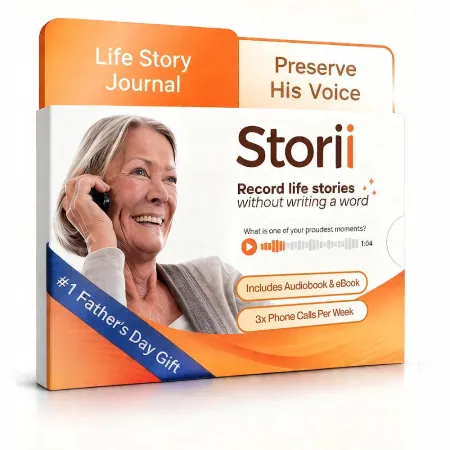 Life Story
Journal
Preserve
His Voice
Storii
Record life stories
without writing a word
What is one of your proudest moments?
1:04
Includes Audiobook & eBook
3x Phone Calls Per Week
#1 Father's Day Gift